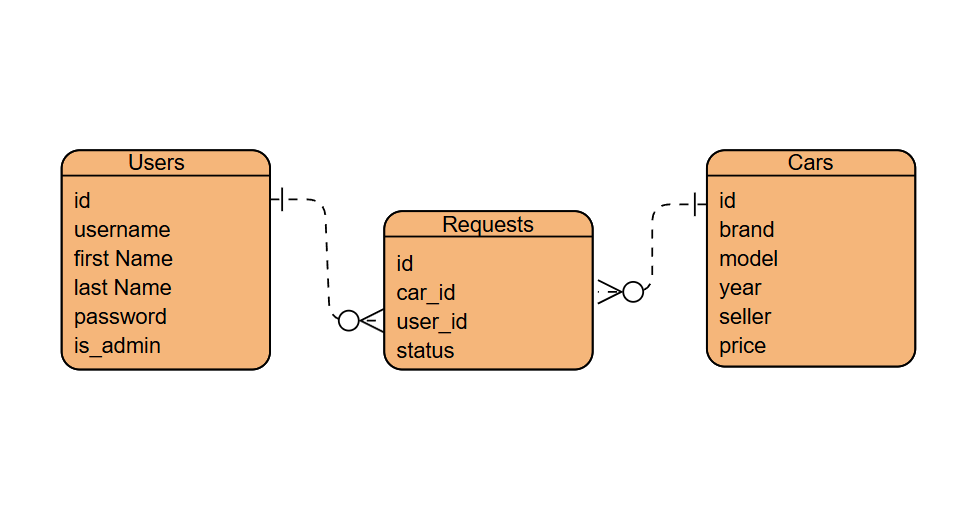 Users
id
username
first Name
last Name
password
is_admin
Requests
id
car_id
user_id
status
Cars
id
brand
model
year
seller
price